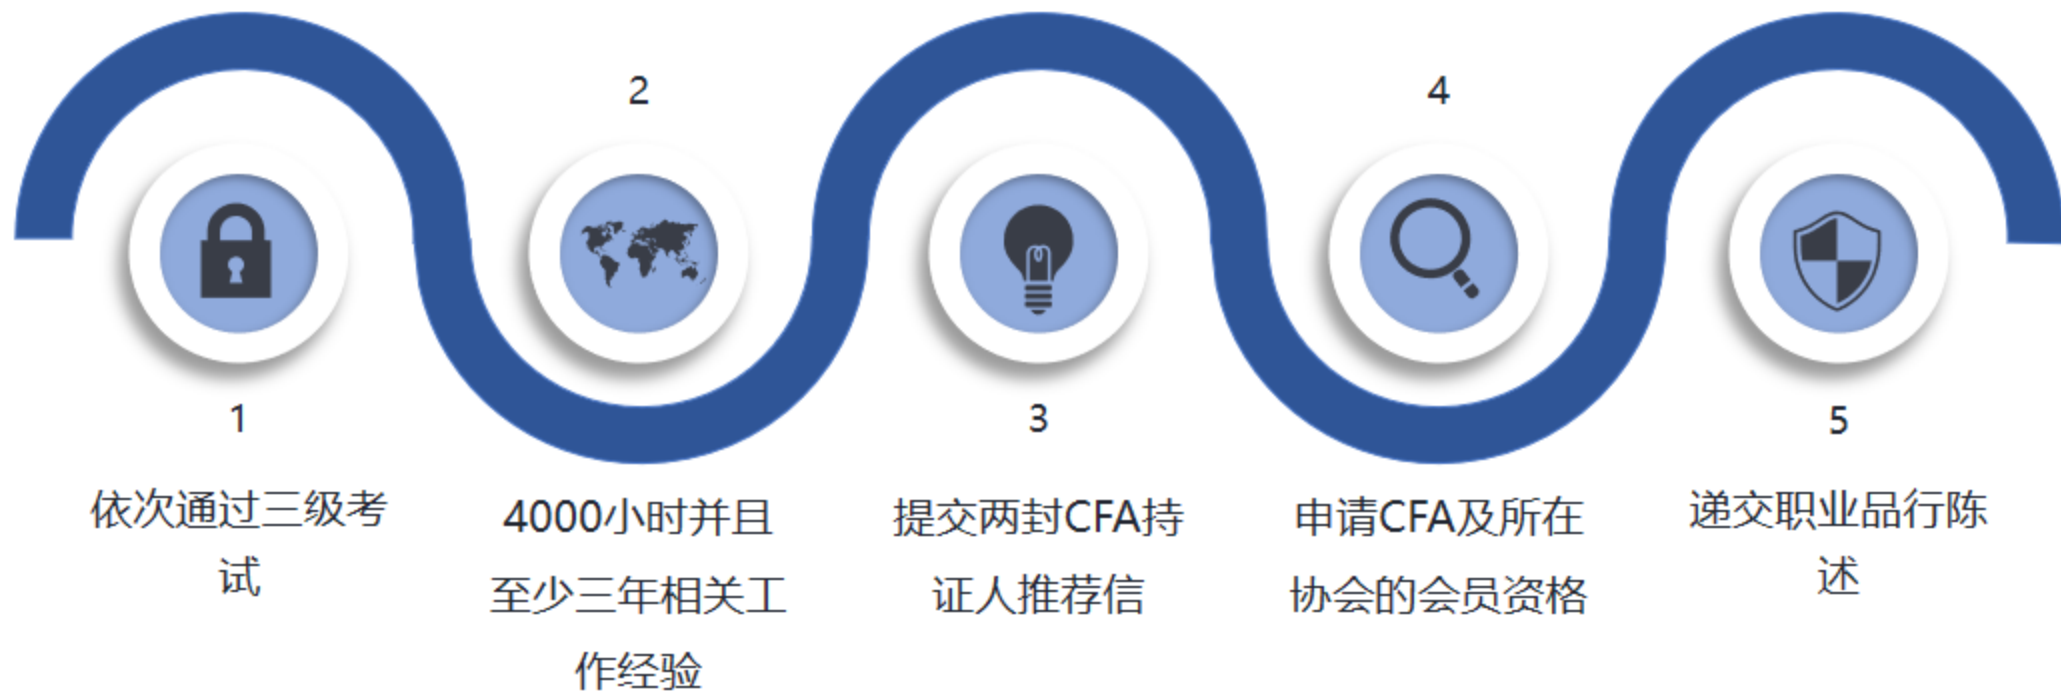 1
依次通过三级考
试
2
4000小时并且
至少三年相关工
作经验
3
提交两封CFA持
证人推荐信
4
申请CFA及所在
协会的会员资格
5
递交职业品行陈
述